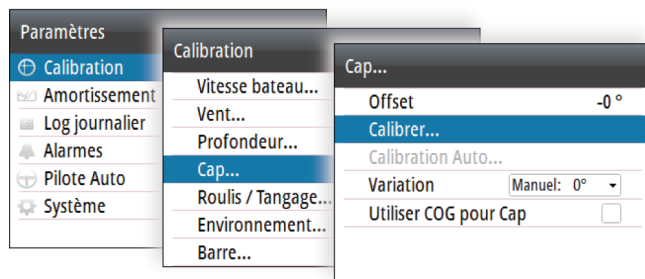 Paramètres
Calibration
Amortissement
Log journalier
Alarmes
Pilote Auto
Système
Calibration
Vitesse bateau...
Vent...
Profondeur...
Cap...
Roulis / Tangage...
Environnement...
Barre...
Cap...
Offset -0 °
Calibrer...
Calibration Auto...
Variation Manuel: 0°
Utiliser COG pour Cap